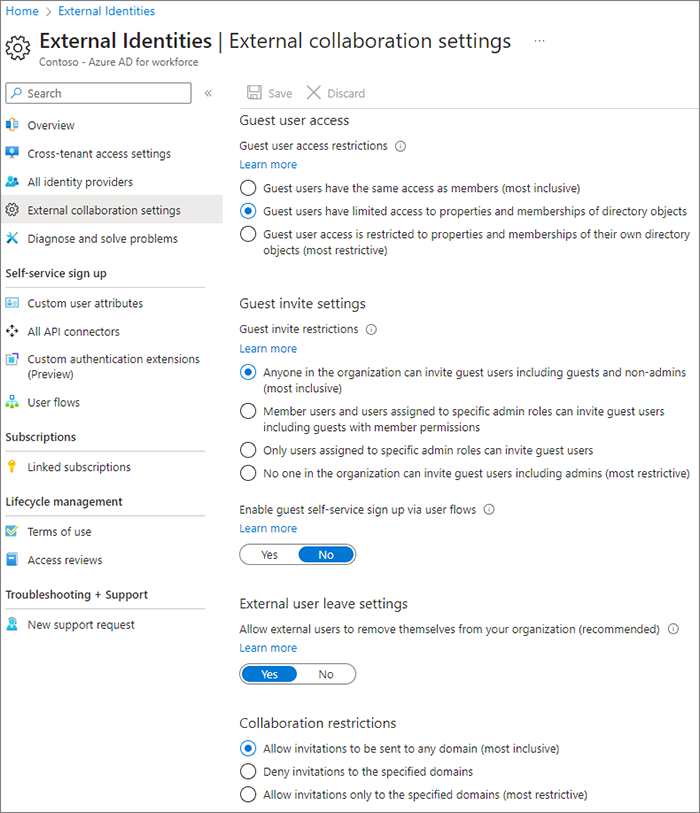 Home > External Identities
External Identities | External collaboration settings ...
Contoso - Azure AD for workforce
Search «
Overview
Cross-tenant access settings
All identity providers
External collaboration settings
Diagnose and solve problems
Self-service sign up
Custom user attributes
All API connectors
Custom authentication extensions
(Preview)
User flows
Subscriptions
Linked subscriptions
Lifecycle management
Terms of use
Access reviews
Troubleshooting + Support
New support request
Save Discard
Guest user access
Guest user access restrictions
Learn more
Guest users have the same access as members (most inclusive)
Guest users have limited access to properties and memberships of directory objects
Guest user access is restricted to properties and memberships of their own directory
objects (most restrictive)
Guest invite settings
Guest invite restrictions
Learn more
Anyone in the organization can invite guest users including guests and non-admins
(most inclusive)
Member users and users assigned to specific admin roles can invite guest users
including guests with member permissions
Only users assigned to specific admin roles can invite guest users
No one in the organization can invite guest users including admins (most restrictive)
Enable guest self-service sign up via user flows
Learn more
Yes No
External user leave settings
Allow external users to remove themselves from your organization (recommended)
Learn more
Yes No
Collaboration restrictions
Allow invitations to be sent to any domain (most inclusive)
Deny invitations to the specified domains
Allow invitations only to the specified domains (most restrictive)